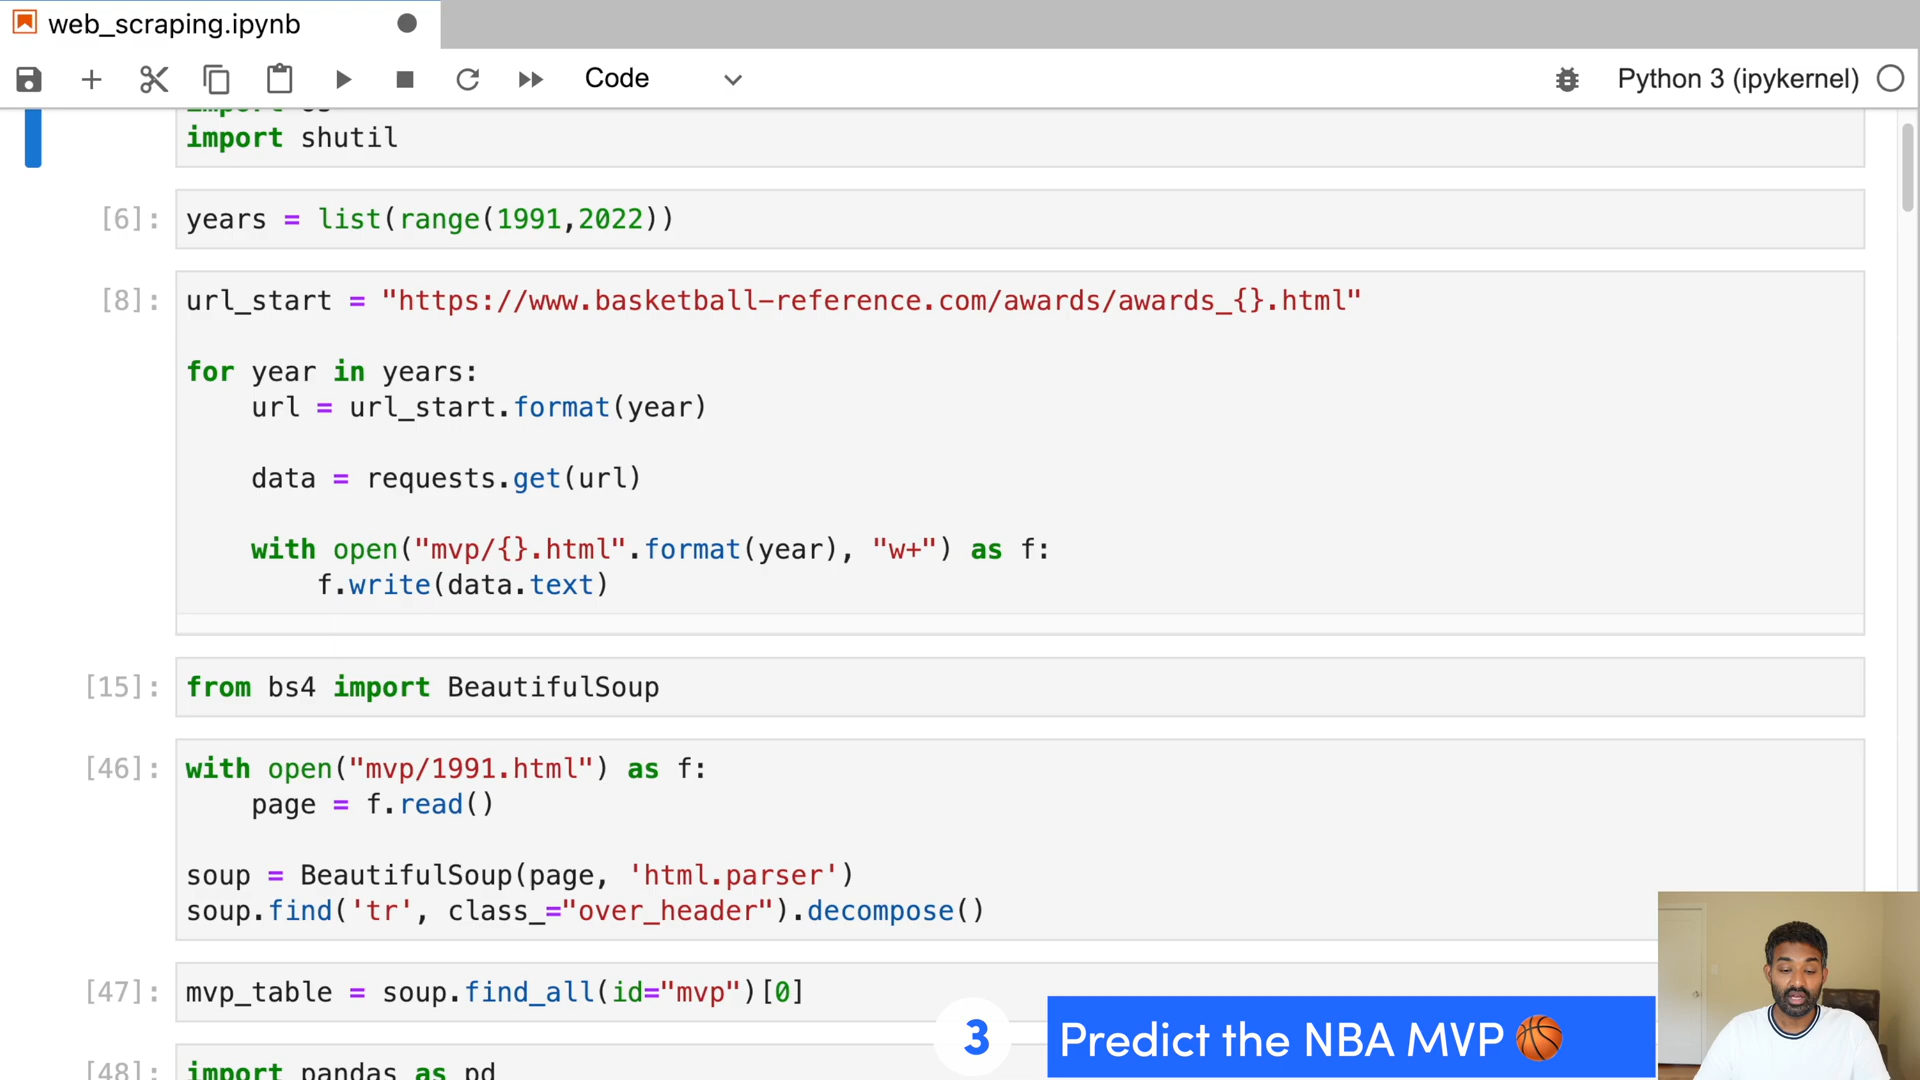 web_scraping.ipynb
Code
Python 3 (ipykernel)
import os
import shutil
[6]: years = list(range(1991,2022))
[8]: url_start = "https://www.basketball-reference.com/awards/awards_{}.html"
for year in years:
    url = url_start.format(year)
    data = requests.get(url)
    with open("mvp/{}.html".format(year), "w+") as f:
        f.write(data.text)
[15]: from bs4 import BeautifulSoup
[46]: with open("mvp/1991.html") as f:
    page = f.read()
soup = BeautifulSoup(page, 'html.parser')
soup.find('tr', class_="over_header").decompose()
[47]: mvp_table = soup.find_all(id="mvp")[0]
3 Predict the NBA MVP 🏀
[48]: import pandas as pd